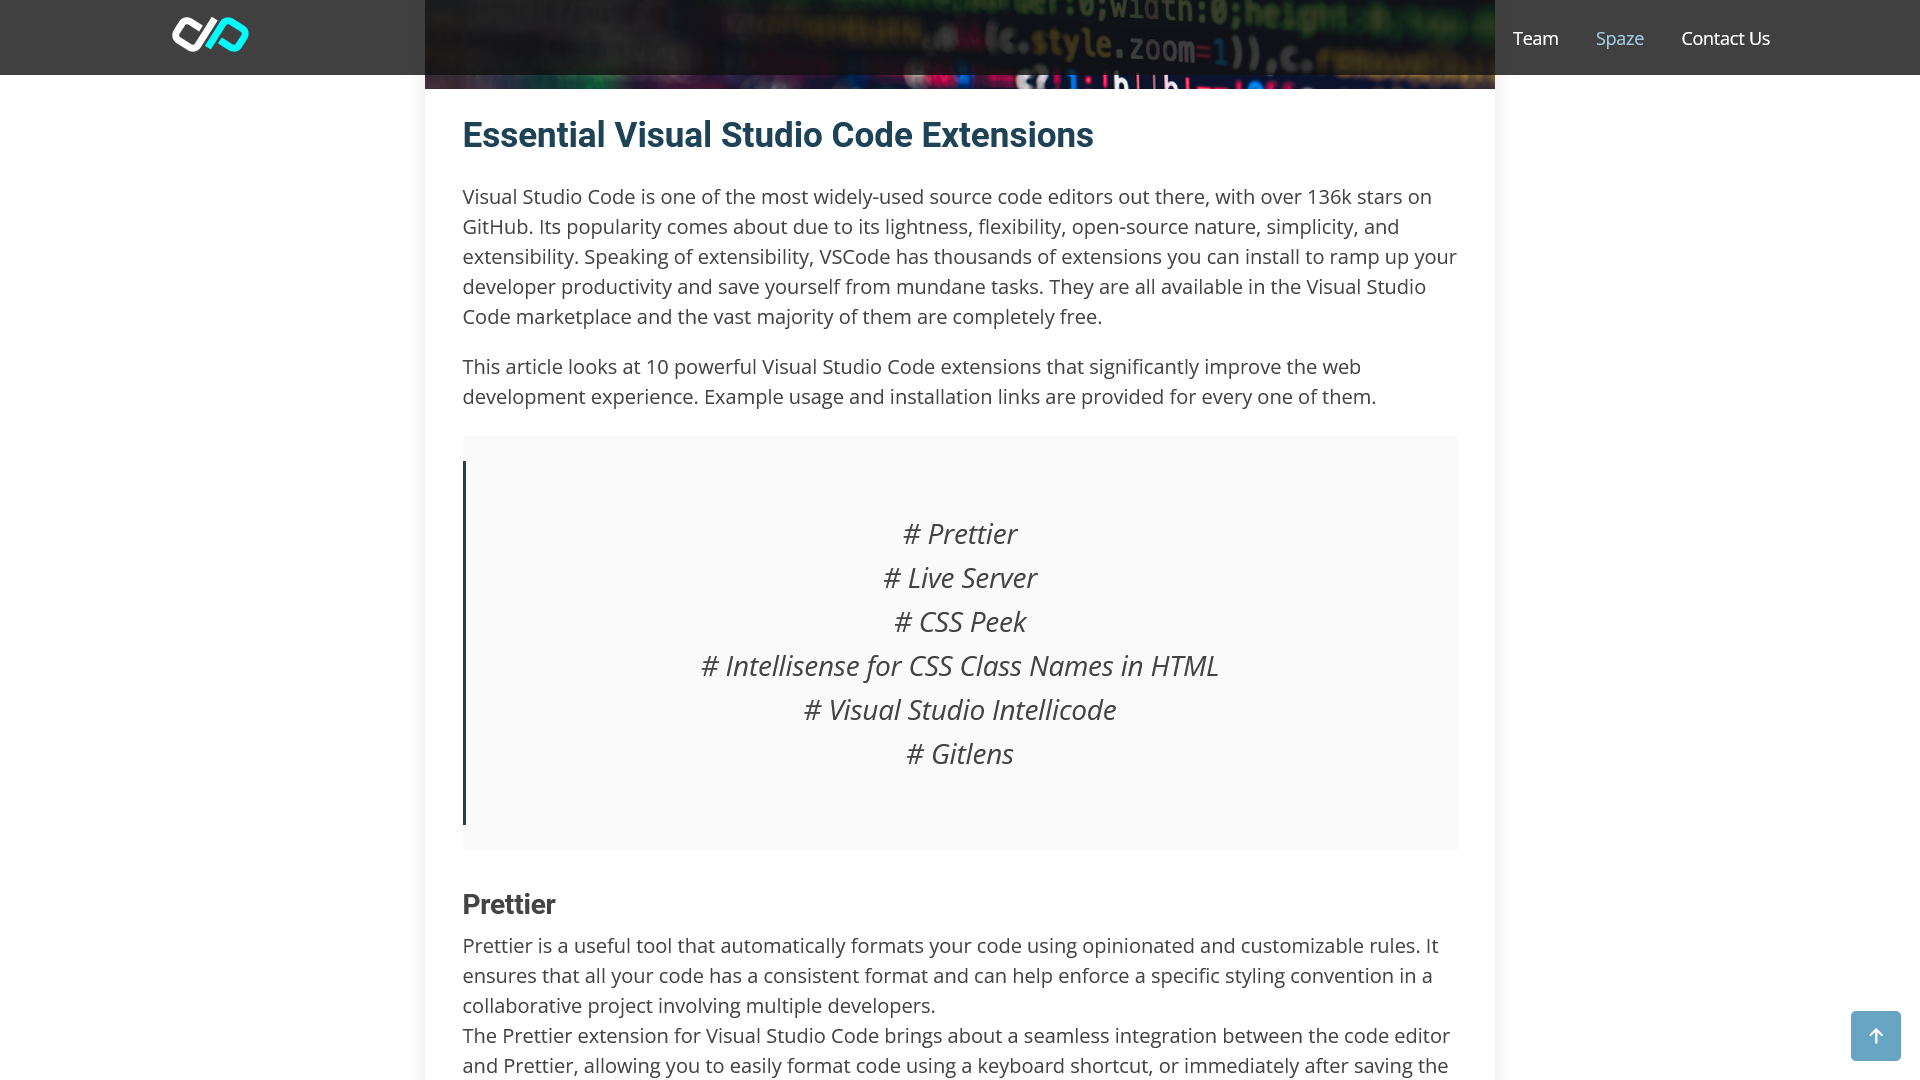 Team Spaze Contact Us
Essential Visual Studio Code Extensions
Visual Studio Code is one of the most widely-used source code editors out there, with over 136k stars on
GitHub. Its popularity comes about due to its lightness, flexibility, open-source nature, simplicity, and
extensibility. Speaking of extensibility, VSCode has thousands of extensions you can install to ramp up your
developer productivity and save yourself from mundane tasks. They are all available in the Visual Studio
Code marketplace and the vast majority of them are completely free.
This article looks at 10 powerful Visual Studio Code extensions that significantly improve the web
development experience. Example usage and installation links are provided for every one of them.
# Prettier
# Live Server
# CSS Peek
# Intellisense for CSS Class Names in HTML
# Visual Studio Intellicode
# Gitlens
Prettier
Prettier is a useful tool that automatically formats your code using opinionated and customizable rules. It
ensures that all your code has a consistent format and can help enforce a specific styling convention in a
collaborative project involving multiple developers.
The Prettier extension for Visual Studio Code brings about a seamless integration between the code editor
and Prettier, allowing you to easily format code using a keyboard shortcut, or immediately after saving the